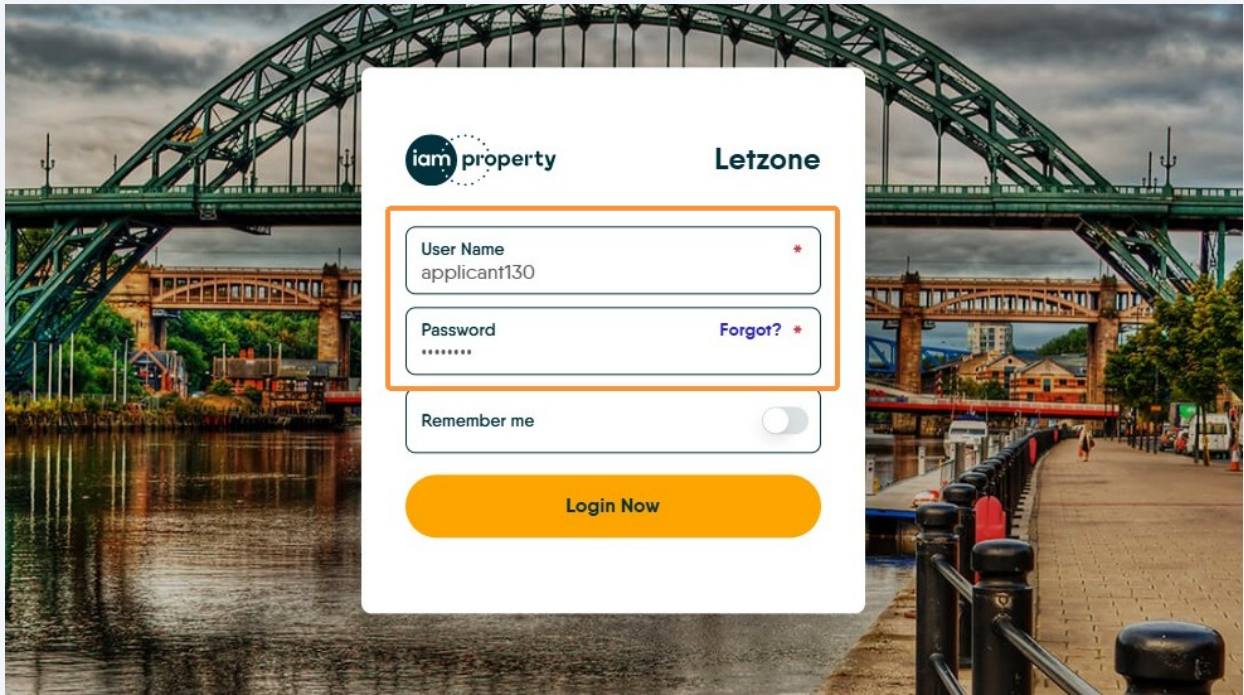 iam property
Letzone
User Name *
applicant130
Password Forgot? *
••••••••
Remember me
Login Now